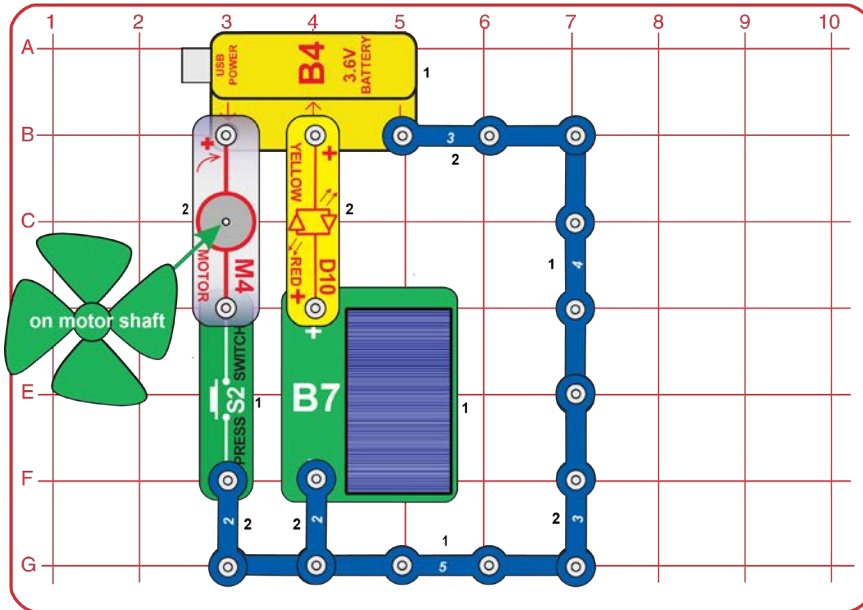 1 2 3 4 5 6 7 8 9 10
A
USB
POWER
B4
3.6V
BATTERY
1
B
+
YELLOW
+
3
2
C
2
MOTOR
M4
2
RED
+
D10
1
4
on motor shaft
+
E
PRESS SWITCH
S2
1
B7
1
F
2
2
2
2
2
3
1
G
5